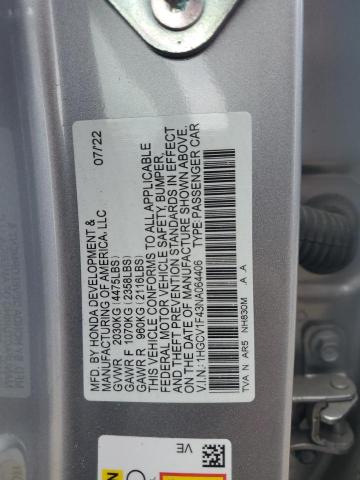 MFD. BY HONDA DEVELOPMENT & 07/22
MANUFACTURING OF AMERICA, LLC
GVWR 2030KG (4475LBS)
GAWR F 1070KG (2358LBS)
GAWR R 960KG (2116LBS)
THIS VEHICLE CONFORMS TO ALL APPLICABLE
FEDERAL MOTOR VEHICLE SAFETY, BUMPER,
AND THEFT PREVENTION STANDARDS IN EFFECT
ON THE DATE OF MANUFACTURE SHOWN ABOVE.
V.I.N.: 1HGCV1F43NA064406 TYPE: PASSENGER CAR
TVA N AR5 NH830M A A
VE